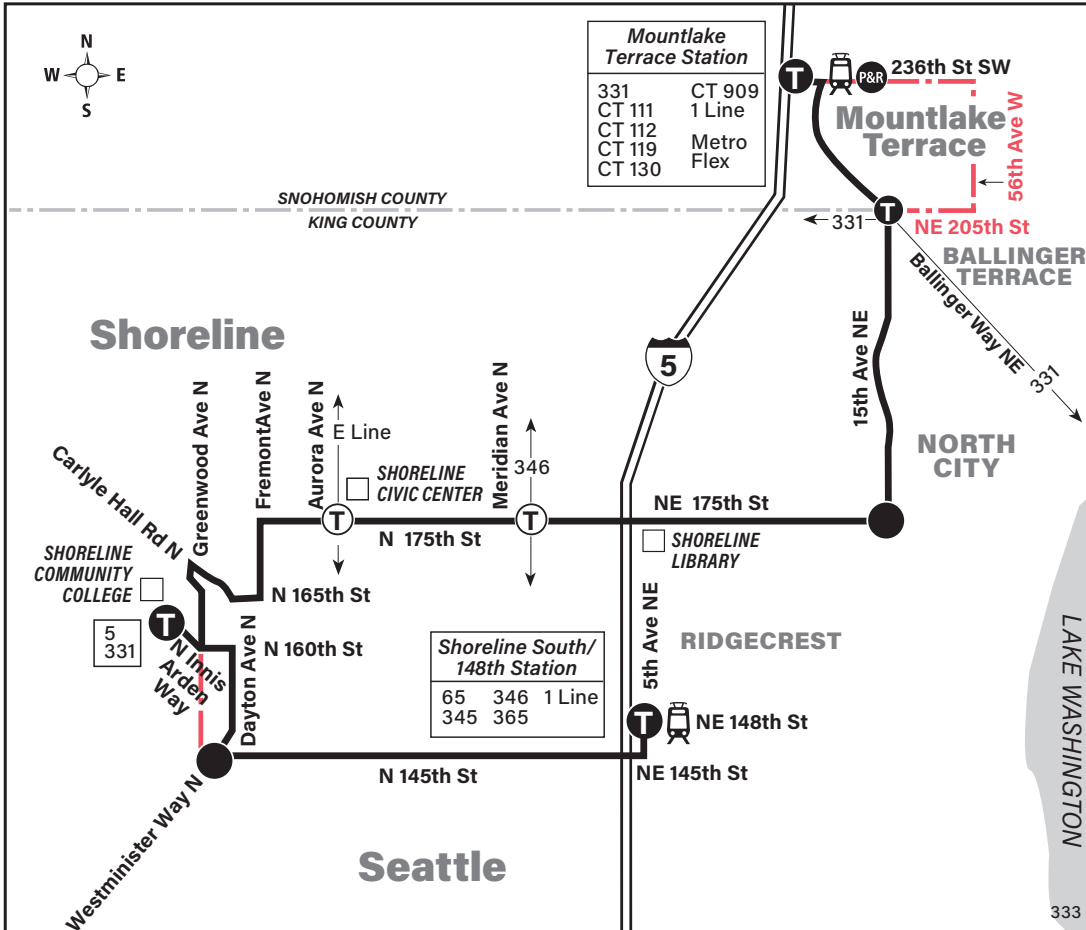 N
W E
S
Mountlake
Terrace Station
331 CT 909
CT 111 1 Line
CT 112
CT 119 Metro
CT 130 Flex
T
P&R
236th St SW
Mountlake
Terrace
56th Ave W
SNOHOMISH COUNTY
KING COUNTY
331
T
NE 205th St
BALLINGER
TERRACE
Ballinger Way NE
331
Shoreline
5
15th Ave NE
NORTH
CITY
Carlyle Hall Rd N
Greenwood Ave N
FremontAve N
Aurora Ave N
E Line
SHORELINE
CIVIC CENTER
Meridian Ave N
346
T
T
N 175th St
NE 175th St
SHORELINE
LIBRARY
SHORELINE
COMMUNITY
COLLEGE
N 165th St
T
5
331
N Innis
Arden
Way
N 160th St
Dayton Ave N
Shoreline South/
148th Station
65 346 1 Line
345 365
5th Ave NE
RIDGECREST
T
NE 148th St
N 145th St
NE 145th St
Westminister Way N
Seattle
LAKE WASHINGTON
333